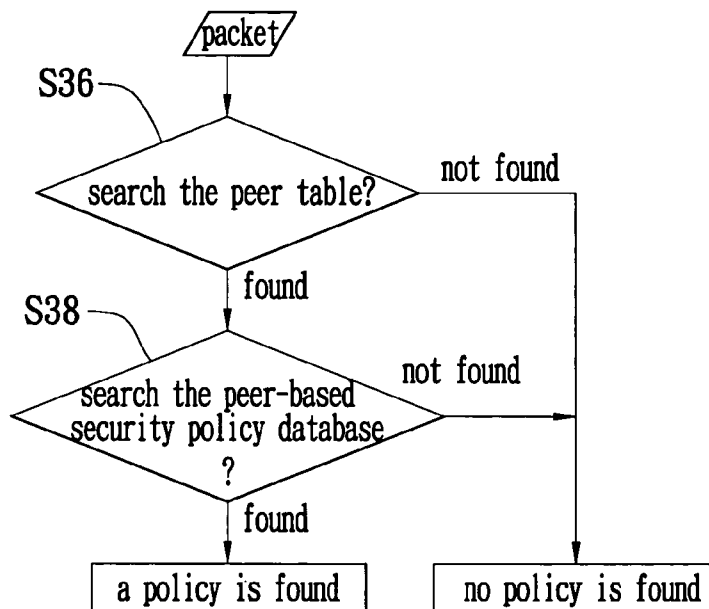 packet
S36
not found
search the peer table?
found
S38
not found
search the peer-based
security policy database
?
found
a policy is found
no policy is found